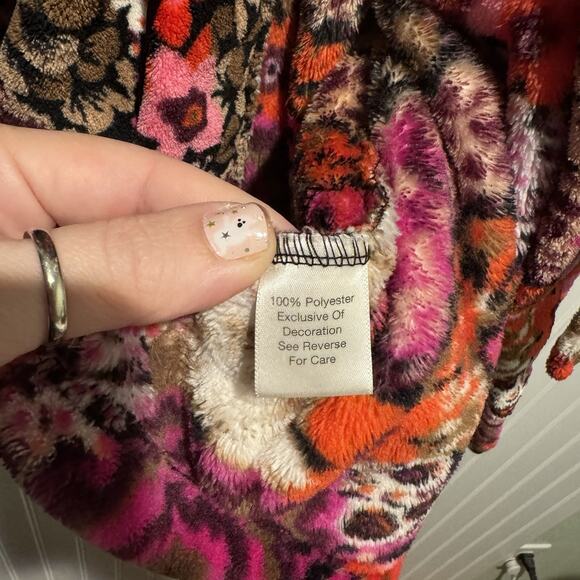 100% Polyester
Exclusive Of
Decoration
See Reverse
For Care